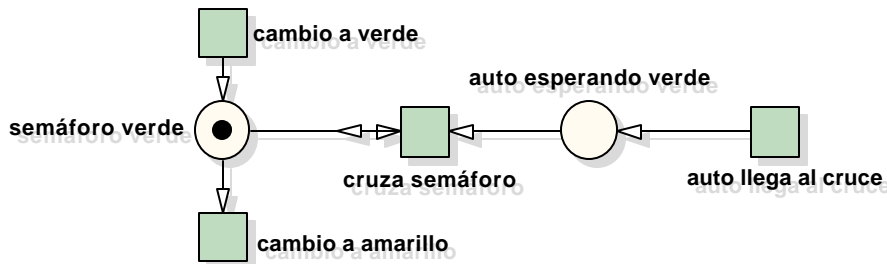 cambio a verde
auto esperando verde
semáforo verde
cruza semáforo
auto llega al cruce
cambio a amarillo